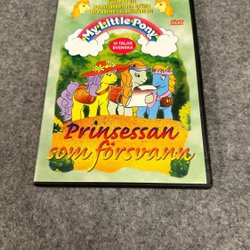 My Little Pony
DVD
VI TALAR
SVENSKA
Prinsessan
som försvann